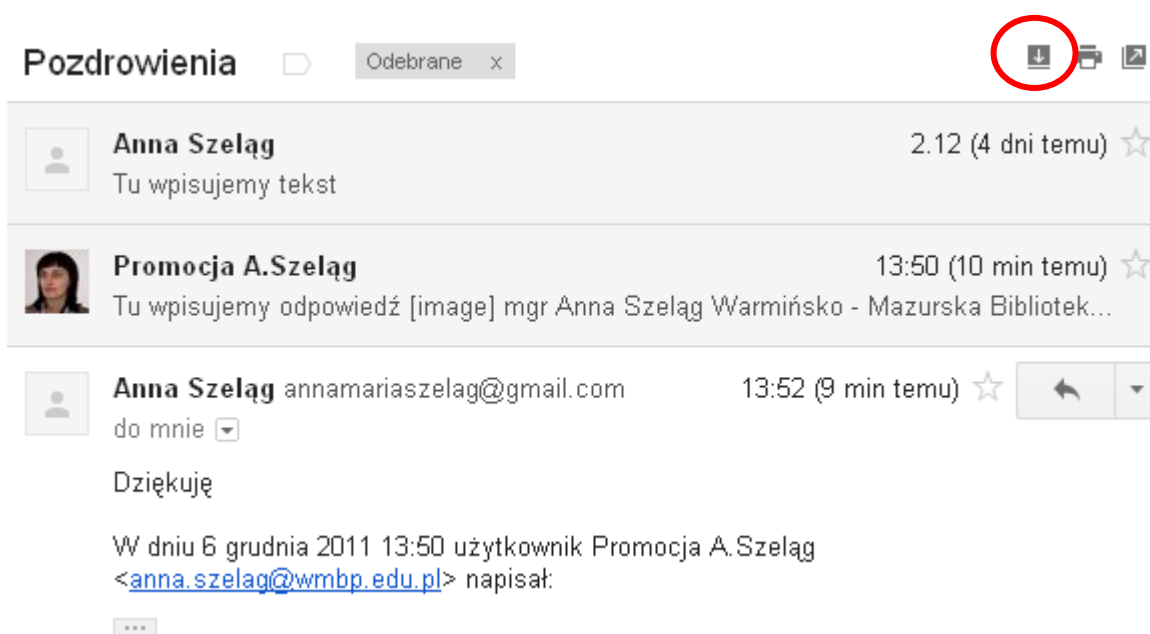 Pozdrowienia Odebrane x
Anna Szeląg 2.12 (4 dni temu)
Tu wpisujemy tekst
Promocja A.Szeląg 13:50 (10 min temu)
Tu wpisujemy odpowiedź [image] mgr Anna Szeląg Warmińsko - Mazurska Bibliotek...
Anna Szeląg annamariaszelag@gmail.com 13:52 (9 min temu)
do mnie
Dziękuję
W dniu 6 grudnia 2011 13:50 użytkownik Promocja A.Szeląg
<anna.szelag@wmbp.edu.pl> napisał: